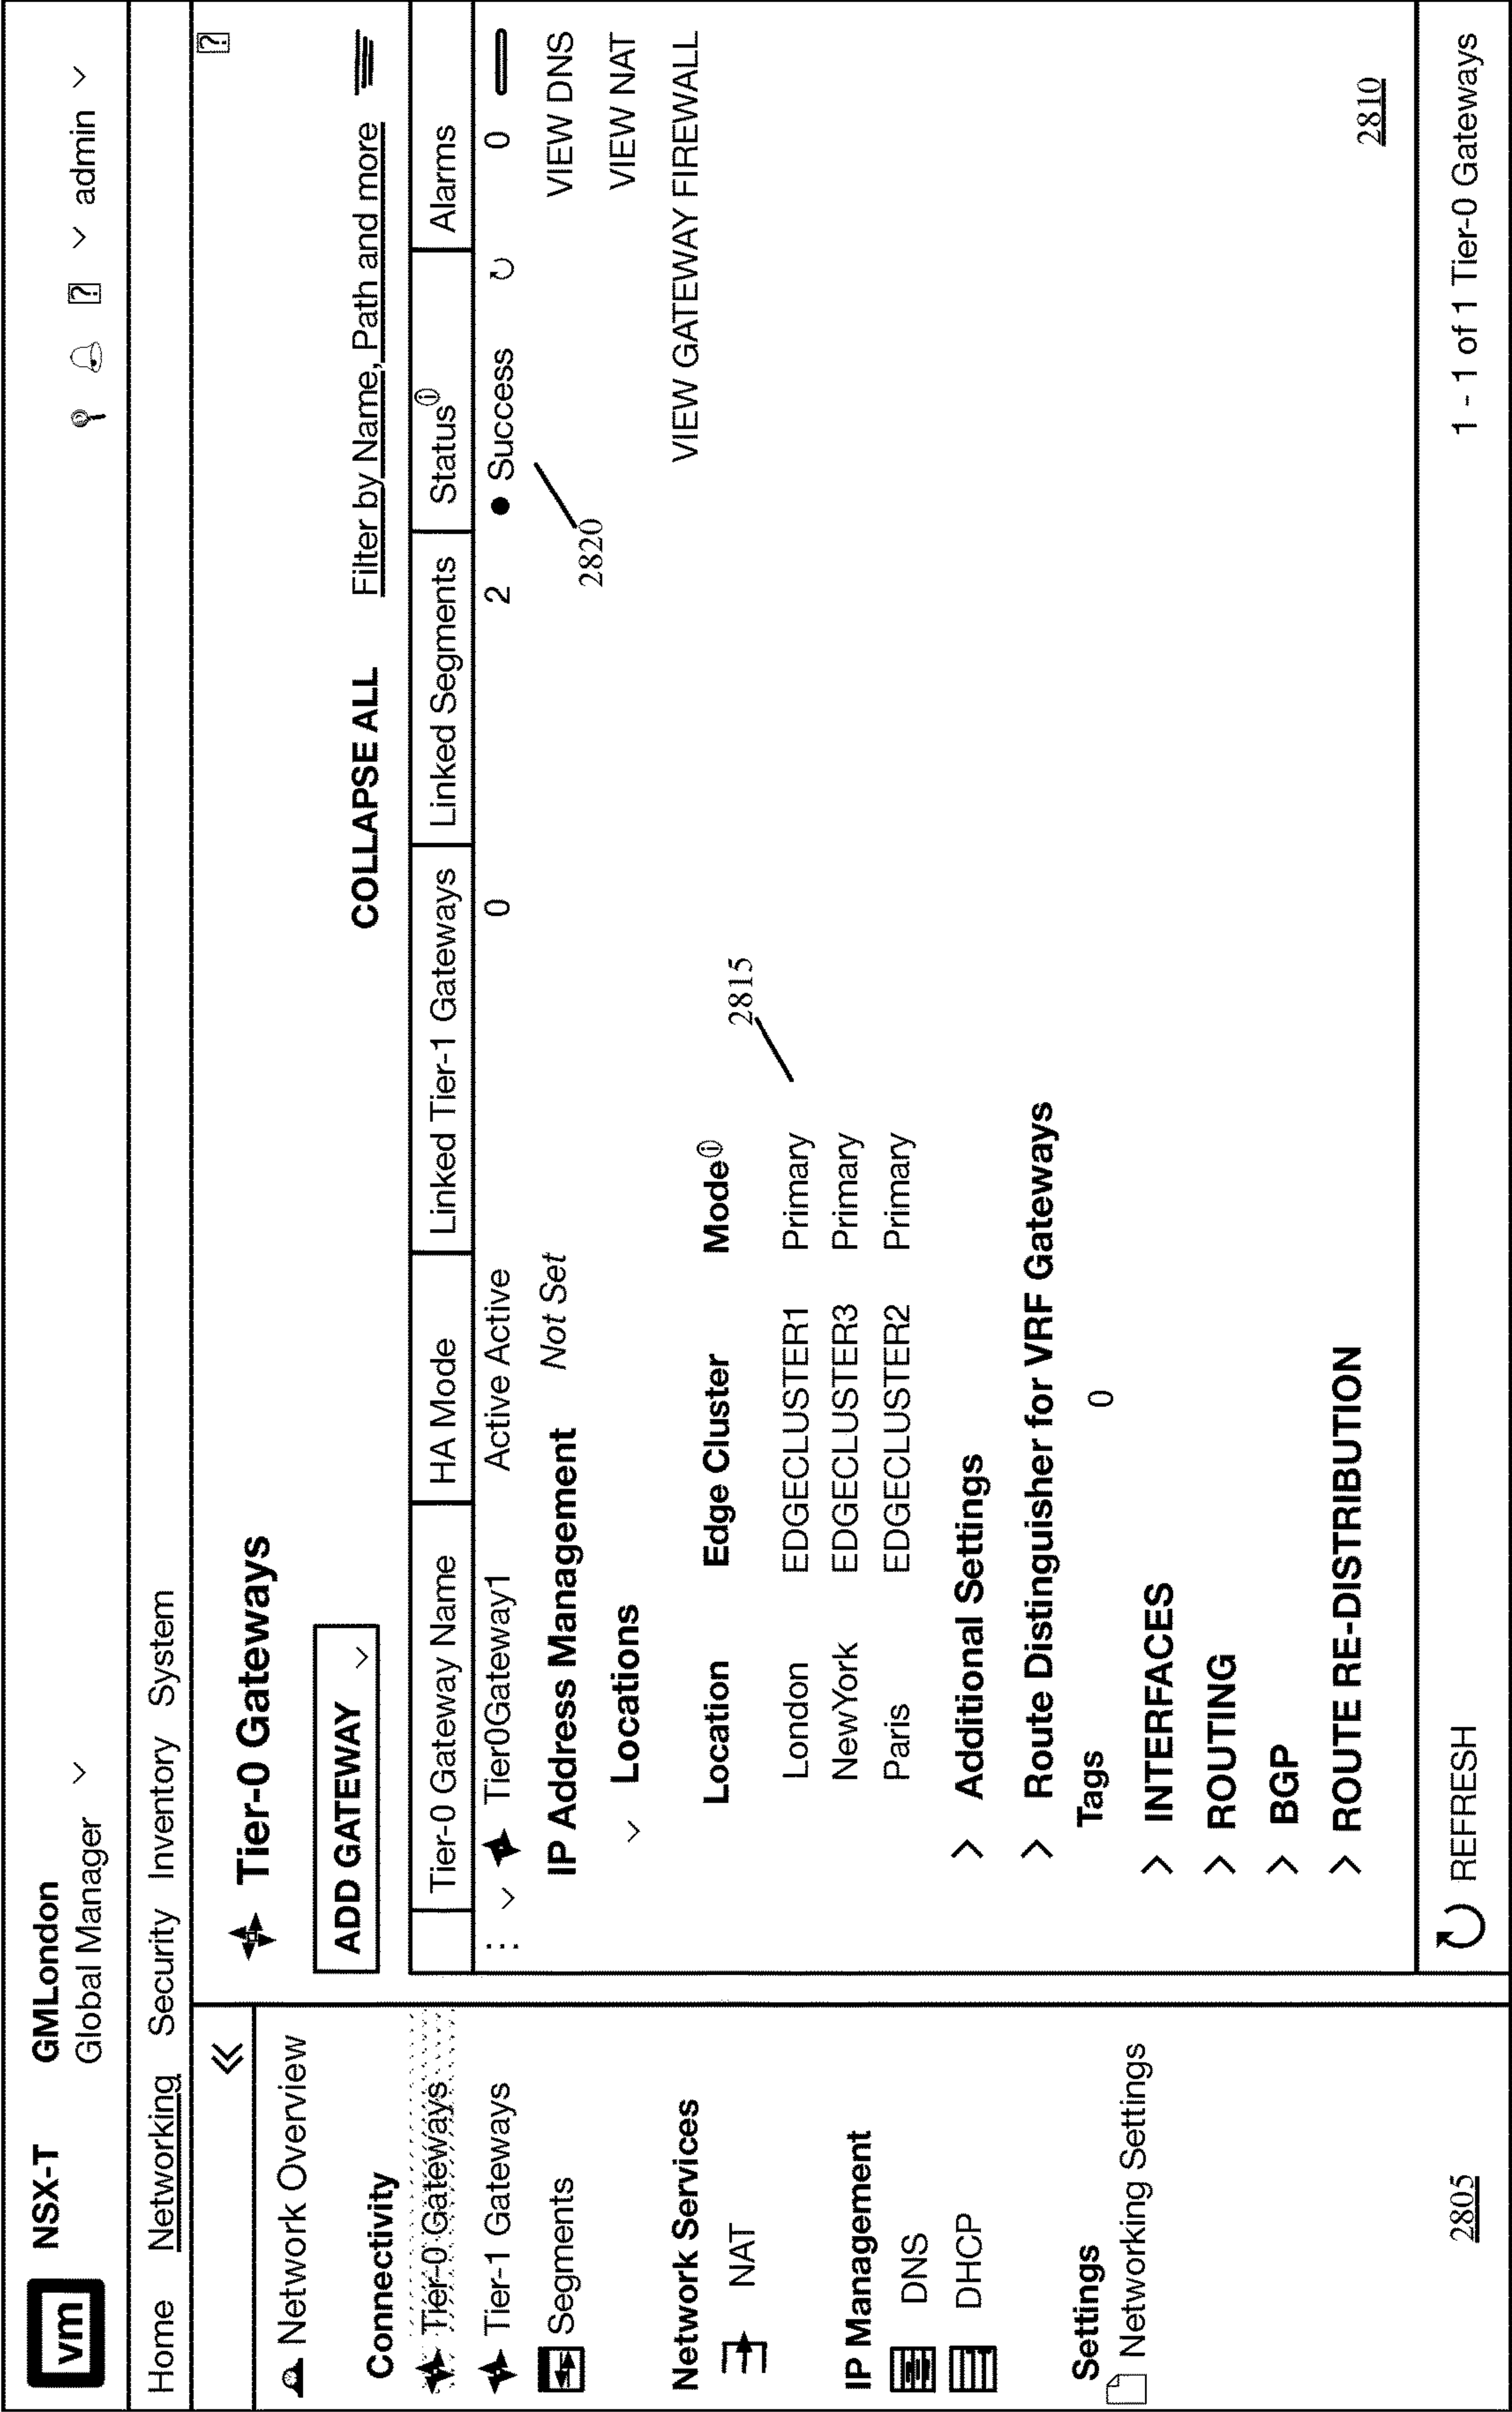 vm NSX-T GMLondon
Global Manager
admin
Home Networking Security Inventory System
Network Overview
Connectivity
Tier-0 Gateways
Tier-1 Gateways
Segments
Network Services
NAT
IP Management
DNS
DHCP
Settings
Networking Settings
2805
Tier-0 Gateways
ADD GATEWAY
COLLAPSE ALL Filter by Name, Path and more
Tier-0 Gateway Name HA Mode Linked Tier-1 Gateways Linked Segments Status Alarms
Tier0Gateway1 Active Active 0 2 Success 0
IP Address Management Not Set
VIEW DNS
2820
VIEW NAT
Locations
VIEW GATEWAY FIREWALL
Location Edge Cluster Mode
2815
London EDGECLUSTER1 Primary
NewYork EDGECLUSTER3 Primary
Paris EDGECLUSTER2 Primary
Additional Settings
Route Distinguisher for VRF Gateways
Tags 0
INTERFACES
ROUTING
BGP
ROUTE RE-DISTRIBUTION
2810
REFRESH 1 - 1 of 1 Tier-0 Gateways